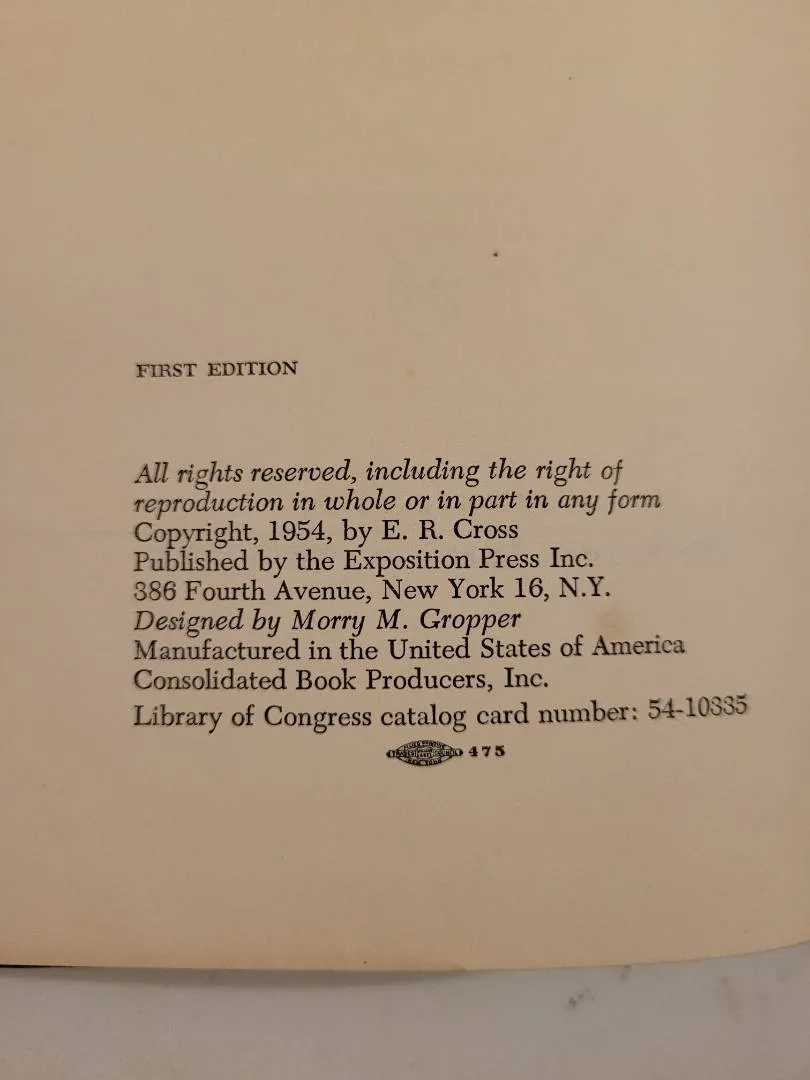 FIRST EDITION
All rights reserved, including the right of
reproduction in whole or in part in any form
Copyright, 1954, by E. R. Cross
Published by the Exposition Press Inc.
386 Fourth Avenue, New York 16, N.Y.
Designed by Morry M. Gropper
Manufactured in the United States of America
Consolidated Book Producers, Inc.
Library of Congress catalog card number: 54-10335
475